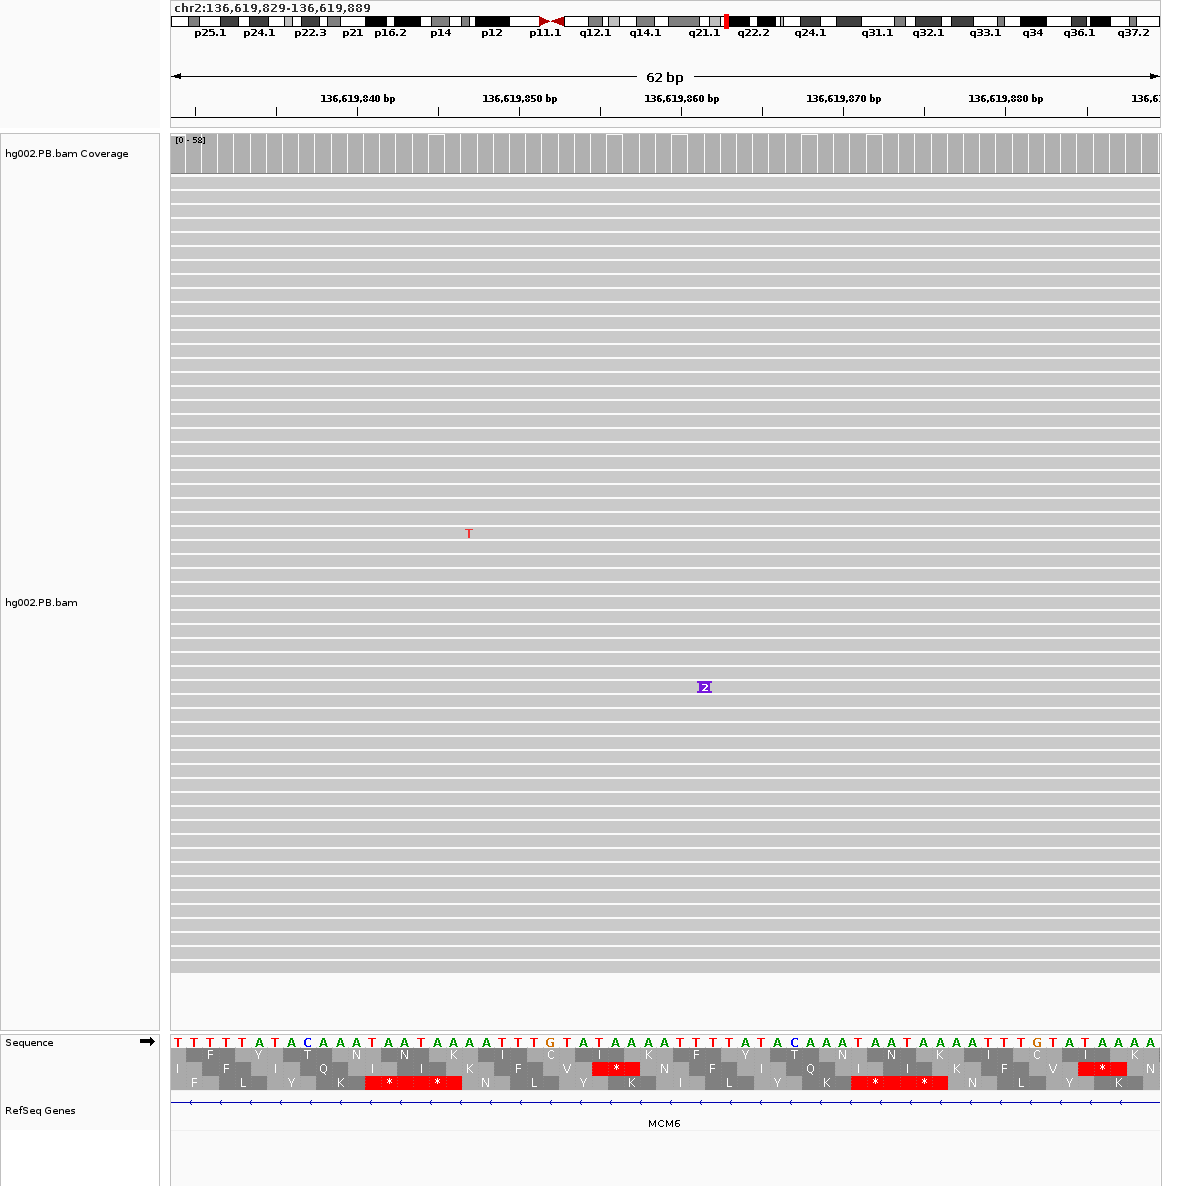 chr2:136,619,829-136,619,889
p25.1 p24.1 p22.3 p21 p16.2 p14 p12 p11.1 q12.1 q14.1 q21.1 q22.2 q24.1 q31.1 q32.1 q33.1 q34 q36.1 q37.2
62 bp
136,619,840 bp 136,619,850 bp 136,619,860 bp 136,619,870 bp 136,619,880 bp
[0 - 58]
hg002.PB.bam Coverage
T
hg002.PB.bam
2
Sequence
T T T T T A T A C A A A T A A T A A A A T T T G T A T A A A A T T T T A T A C A A A T A A T A A A A T T T G T A T A A A A
F Y T N N K I C I K F Y T N N K I C I K
I F I Q I I K F V * N F I Q I I K F V * N
F L Y K * * N L Y K I L Y K * * N L Y K
RefSeq Genes
MCM6